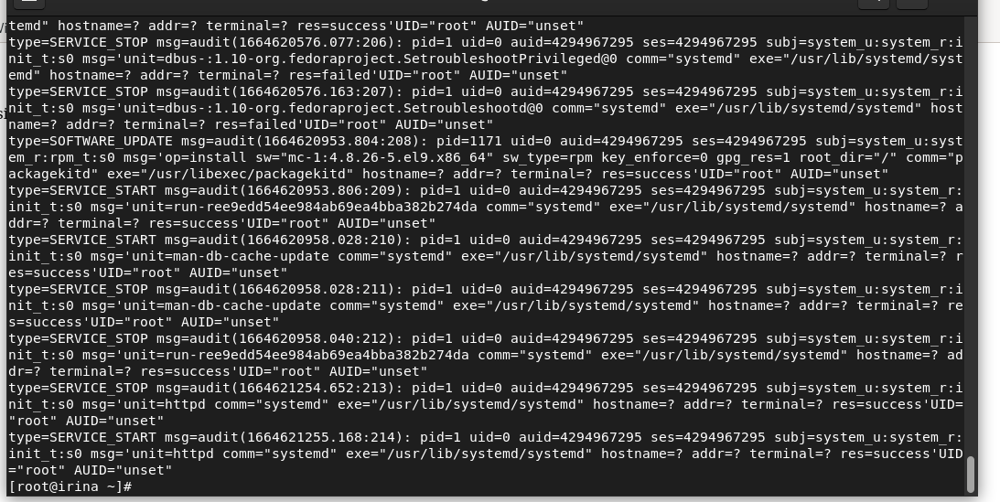 temd" hostname=? addr=? terminal=? res=success'UID="root" AUID="unset"
type=SERVICE_STOP msg=audit(1664620576.077:206): pid=1 uid=0 auid=4294967295 ses=4294967295 subj=system_u:system_r:i
nit_t:s0 msg='unit=dbus-:1.10-org.fedoraproject.SetroubleshootPrivileged@0 comm="systemd" exe="/usr/lib/systemd/syst
emd" hostname=? addr=? terminal=? res=failed'UID="root" AUID="unset"
type=SERVICE_STOP msg=audit(1664620576.163:207): pid=1 uid=0 auid=4294967295 ses=4294967295 subj=system_u:system_r:i
nit_t:s0 msg='unit=dbus-:1.10-org.fedoraproject.Setroubleshootd@0 comm="systemd" exe="/usr/lib/systemd/systemd" host
name=? addr=? terminal=? res=failed'UID="root" AUID="unset"
type=SOFTWARE_UPDATE msg=audit(1664620953.804:208): pid=1171 uid=0 auid=4294967295 ses=4294967295 subj=system_u:syst
em_r:rpm_t:s0 msg='op=install sw="mc-1:4.8.26-5.el9.x86_64" sw_type=rpm key_enforce=0 gpg_res=1 root_dir="/" comm="p
ackagekitd" exe="/usr/libexec/packagekitd" hostname=? addr=? terminal=? res=success'UID="root" AUID="unset"
type=SERVICE_START msg=audit(1664620953.806:209): pid=1 uid=0 auid=4294967295 ses=4294967295 subj=system_u:system_r:
init_t:s0 msg='unit=run-ree9edd54ee984ab69ea4bba382b274da comm="systemd" exe="/usr/lib/systemd/systemd" hostname=? a
ddr=? terminal=? res=success'UID="root" AUID="unset"
type=SERVICE_START msg=audit(1664620958.028:210): pid=1 uid=0 auid=4294967295 ses=4294967295 subj=system_u:system_r:
init_t:s0 msg='unit=man-db-cache-update comm="systemd" exe="/usr/lib/systemd/systemd" hostname=? addr=? terminal=? r
es=success'UID="root" AUID="unset"
type=SERVICE_STOP msg=audit(1664620958.028:211): pid=1 uid=0 auid=4294967295 ses=4294967295 subj=system_u:system_r:i
nit_t:s0 msg='unit=man-db-cache-update comm="systemd" exe="/usr/lib/systemd/systemd" hostname=? addr=? terminal=? re
s=success'UID="root" AUID="unset"
type=SERVICE_STOP msg=audit(1664620958.040:212): pid=1 uid=0 auid=4294967295 ses=4294967295 subj=system_u:system_r:i
nit_t:s0 msg='unit=run-ree9edd54ee984ab69ea4bba382b274da comm="systemd" exe="/usr/lib/systemd/systemd" hostname=? ad
dr=? terminal=? res=success'UID="root" AUID="unset"
type=SERVICE_STOP msg=audit(1664621254.652:213): pid=1 uid=0 auid=4294967295 ses=4294967295 subj=system_u:system_r:i
nit_t:s0 msg='unit=httpd comm="systemd" exe="/usr/lib/systemd/systemd" hostname=? addr=? terminal=? res=success'UID=
"root" AUID="unset"
type=SERVICE_START msg=audit(1664621255.168:214): pid=1 uid=0 auid=4294967295 ses=4294967295 subj=system_u:system_r:
init_t:s0 msg='unit=httpd comm="systemd" exe="/usr/lib/systemd/systemd" hostname=? addr=? terminal=? res=success'UID
="root" AUID="unset"
[root@irina ~]#